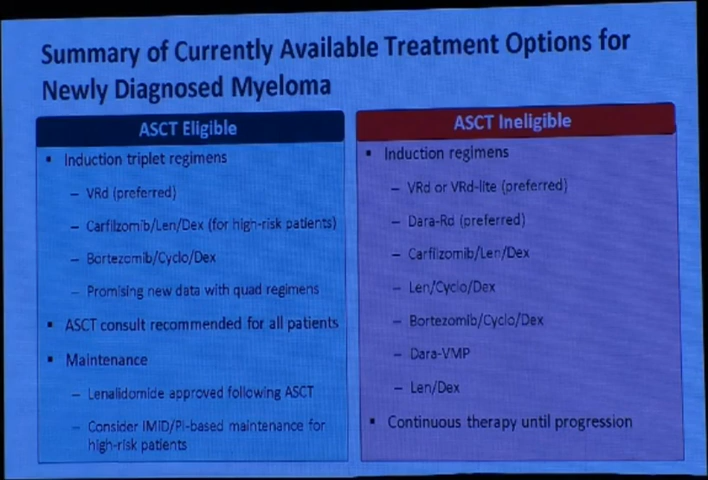 Summary of Currently Available Treatment Options for
Newly Diagnosed Myeloma
ASCT Eligible
▪ Induction triplet regimens
– VRd (preferred)
– Carfilzomib/Len/Dex (for high-risk patients)
– Bortezomib/Cyclo/Dex
– Promising new data with quad regimens
▪ ASCT consult recommended for all patients
▪ Maintenance
– Lenalidomide approved following ASCT
– Consider IMID/PI-based maintenance for
high-risk patients
ASCT Ineligible
▪ Induction regimens
– VRd or VRd-lite (preferred)
– Dara-Rd (preferred)
– Carfilzomib/Len/Dex
– Len/Cyclo/Dex
– Bortezomib/Cyclo/Dex
– Dara-VMP
– Len/Dex
▪ Continuous therapy until progression